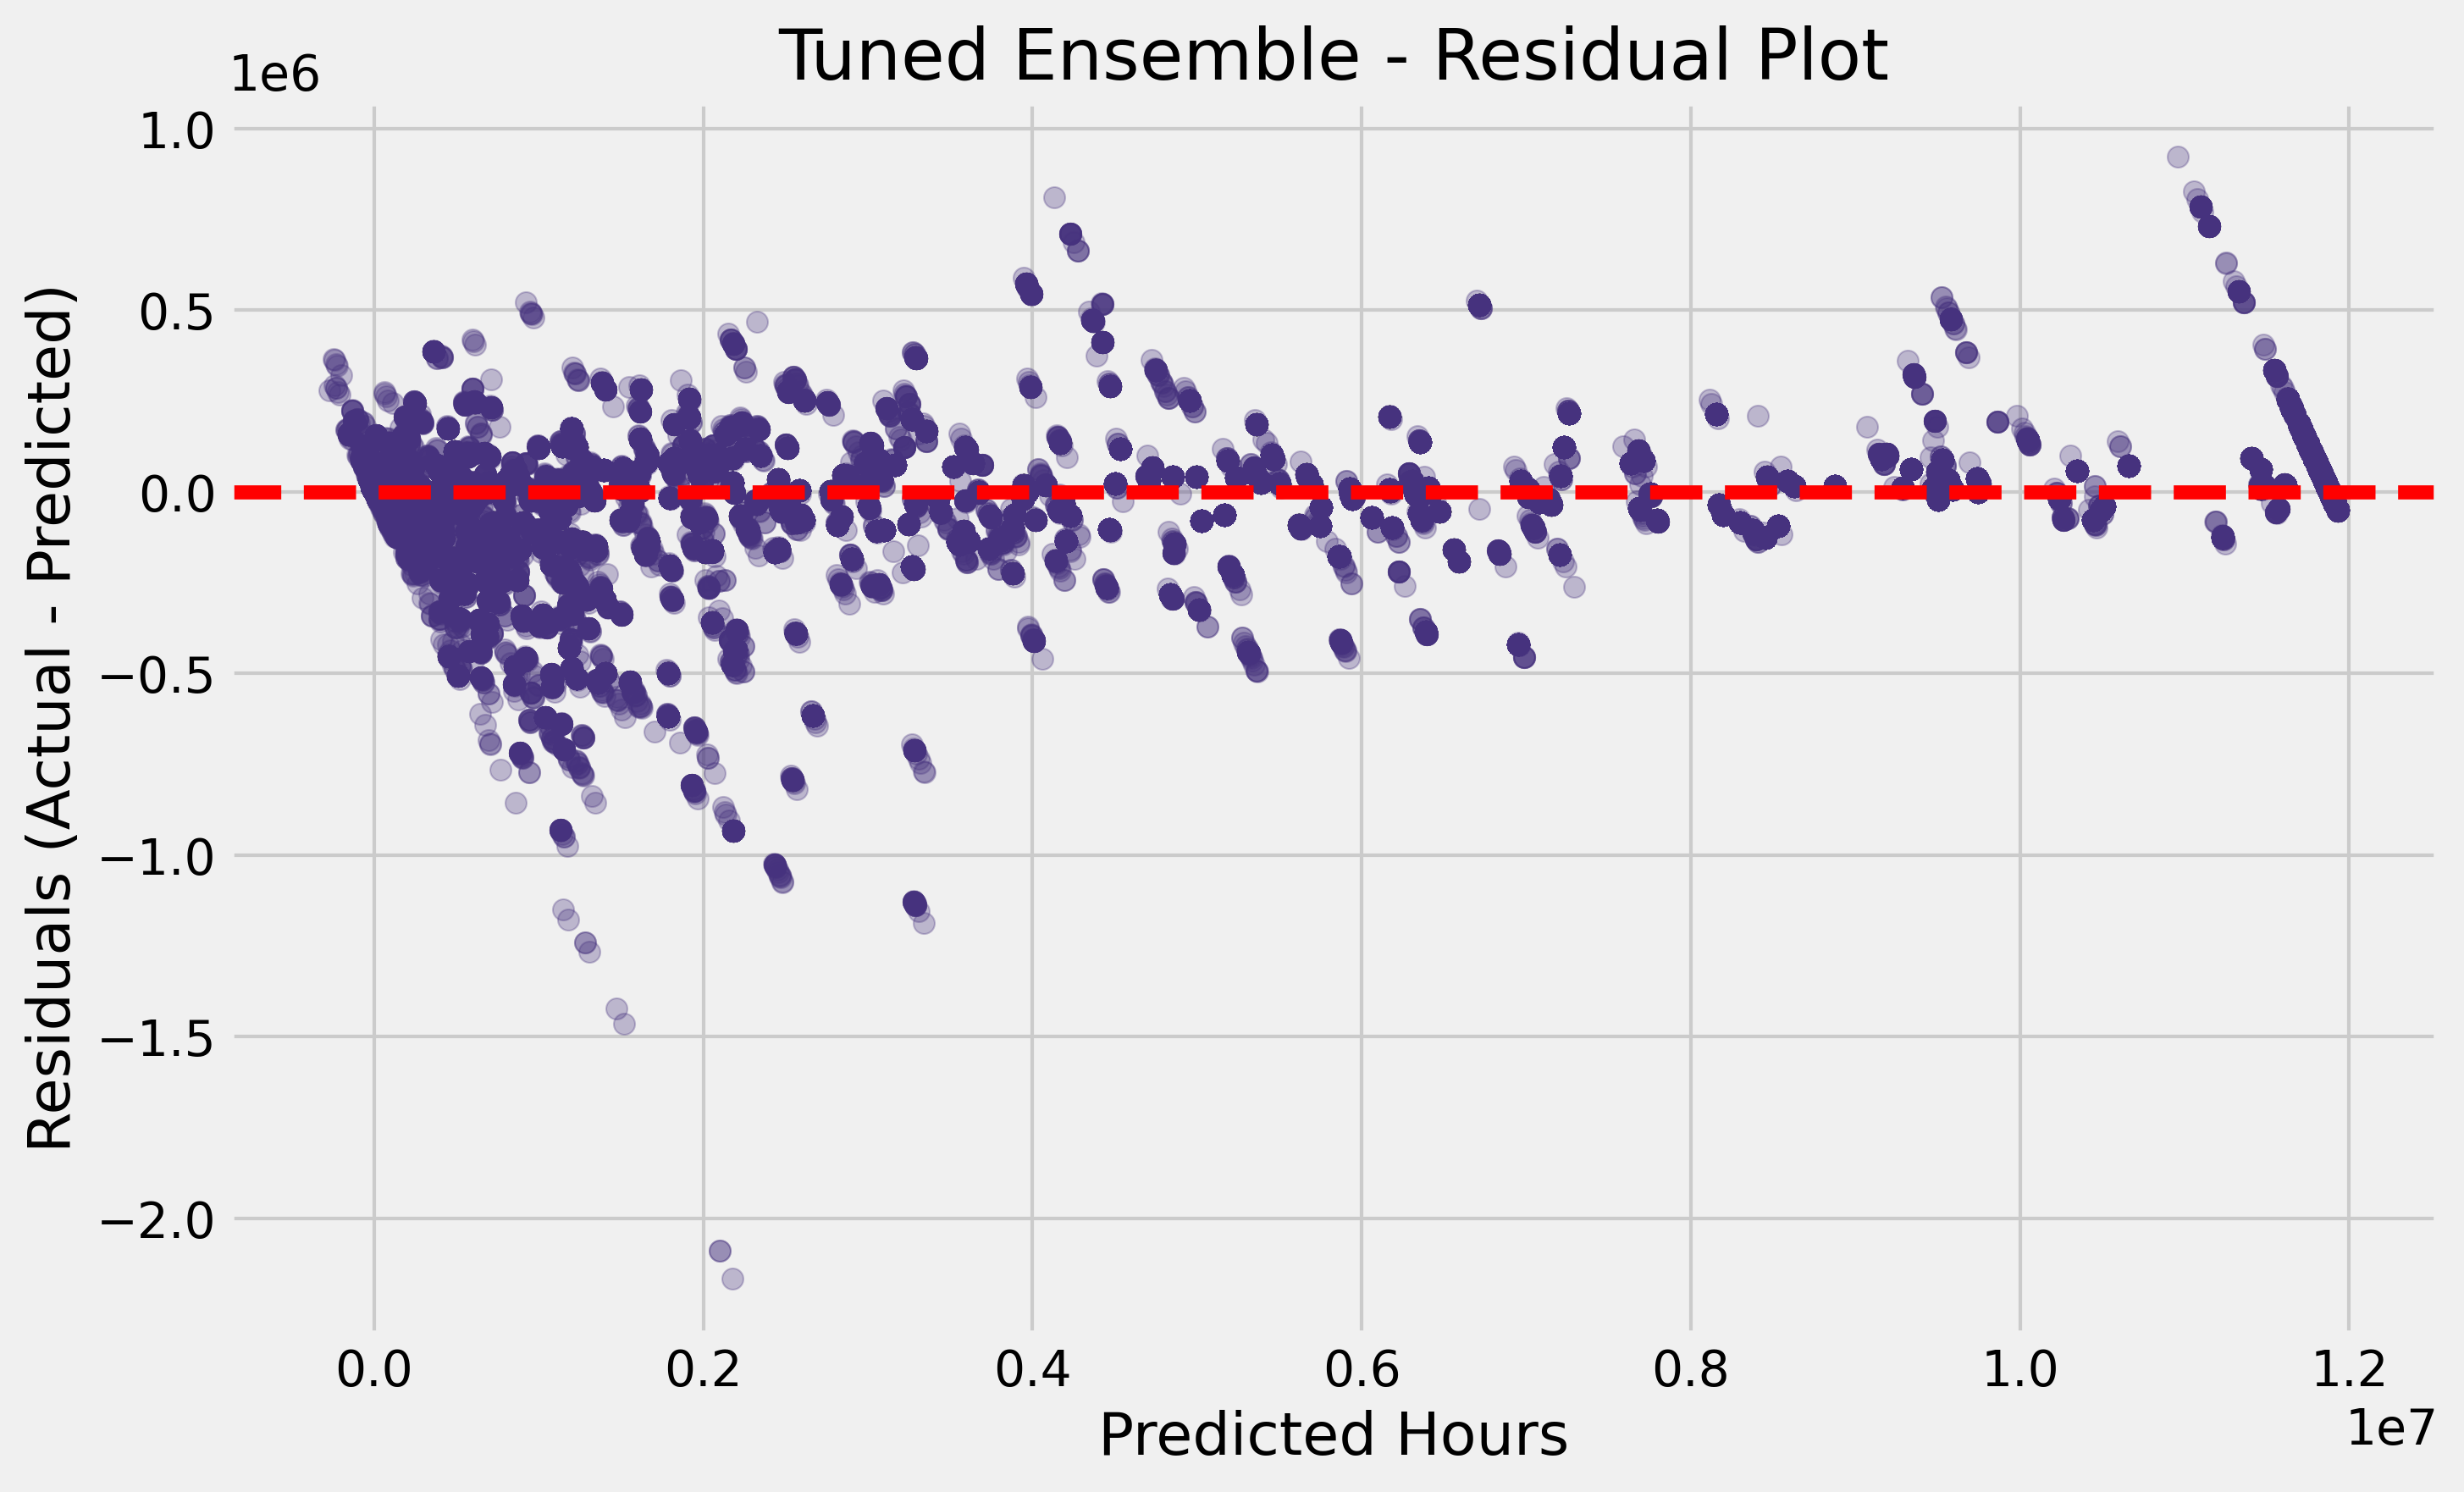 Tuned Ensemble - Residual Plot
1e6
1.0
0.5
0.0
−0.5
−1.0
−1.5
−2.0
Residuals (Actual - Predicted)
0.0 0.2 0.4 0.6 0.8 1.0 1.2
1e7
Predicted Hours